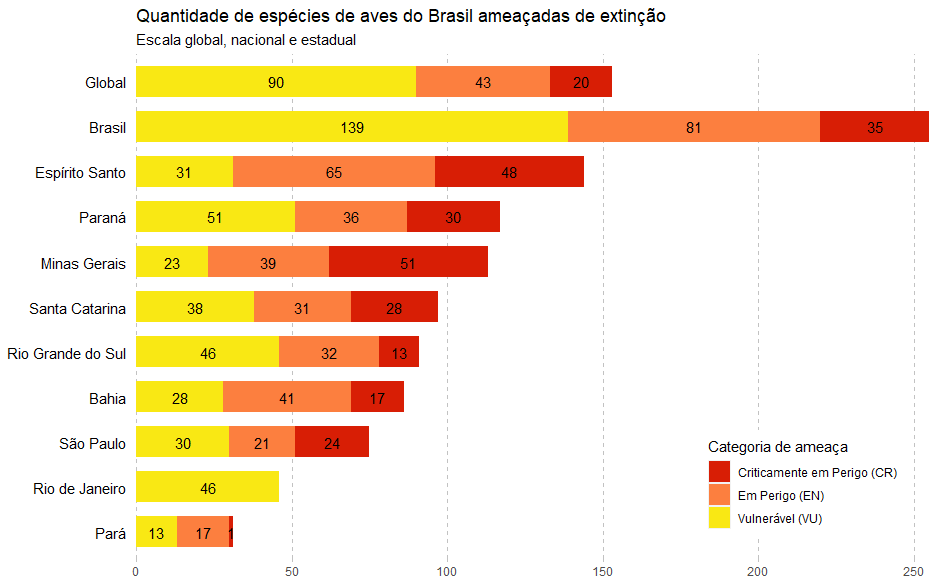 Quantidade de espécies de aves do Brasil ameaçadas de extinção
Escala global, nacional e estadual
Global 90 43 20
Brasil 139 81 35
Espírito Santo 31 65 48
Paraná 51 36 30
Minas Gerais 23 39 51
Santa Catarina 38 31 28
Rio Grande do Sul 46 32 13
Bahia 28 41 17
São Paulo 30 21 24
Rio de Janeiro 46
Pará 13 17 1
Categoria de ameaça
Criticamente em Perigo (CR)
Em Perigo (EN)
Vulnerável (VU)
0 50 100 150 200 250